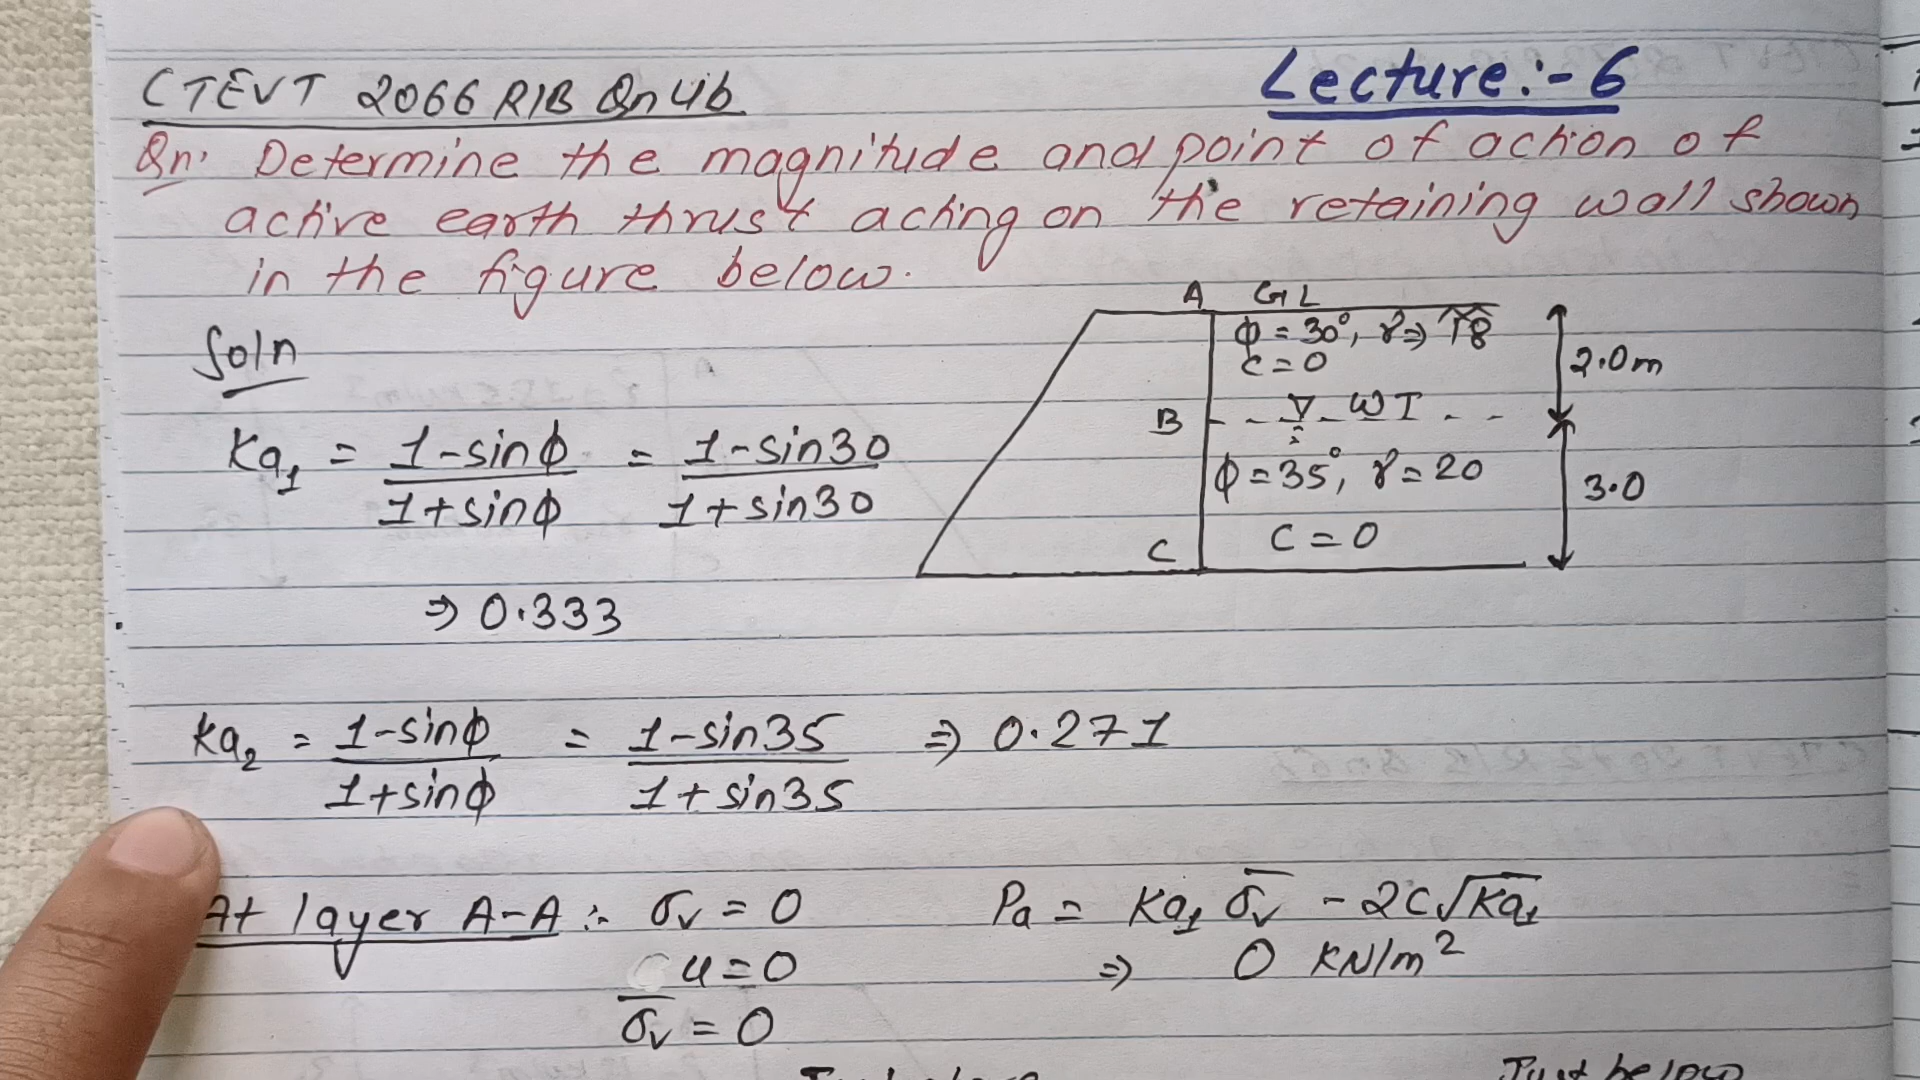 CTEVT 2066 R/B Qn 4b
Lecture:- 6
Qn. Determine the magnitude and point of action of
active earth thrust acting on the retaining wall shown
in the figure below.
A GL
ϕ = 30°, γ ⇒ 18
C = 0
2.0m
B ∇ WT
ϕ = 35°, γ = 20
3.0
C = 0
C
Soln
Ka₁ = (1-sinϕ)/(1+sinϕ) = (1-sin30)/(1+sin30)
⇒ 0.333
Ka₂ = (1-sinϕ)/(1+sinϕ) = (1-sin35)/(1+sin35) ⇒ 0.271
At layer A-A :- σv = 0 Pa = Ka₁ σ̄v - 2C√Ka₁
u = 0 ⇒ 0 KN/m²
σ̄v = 0
Just below